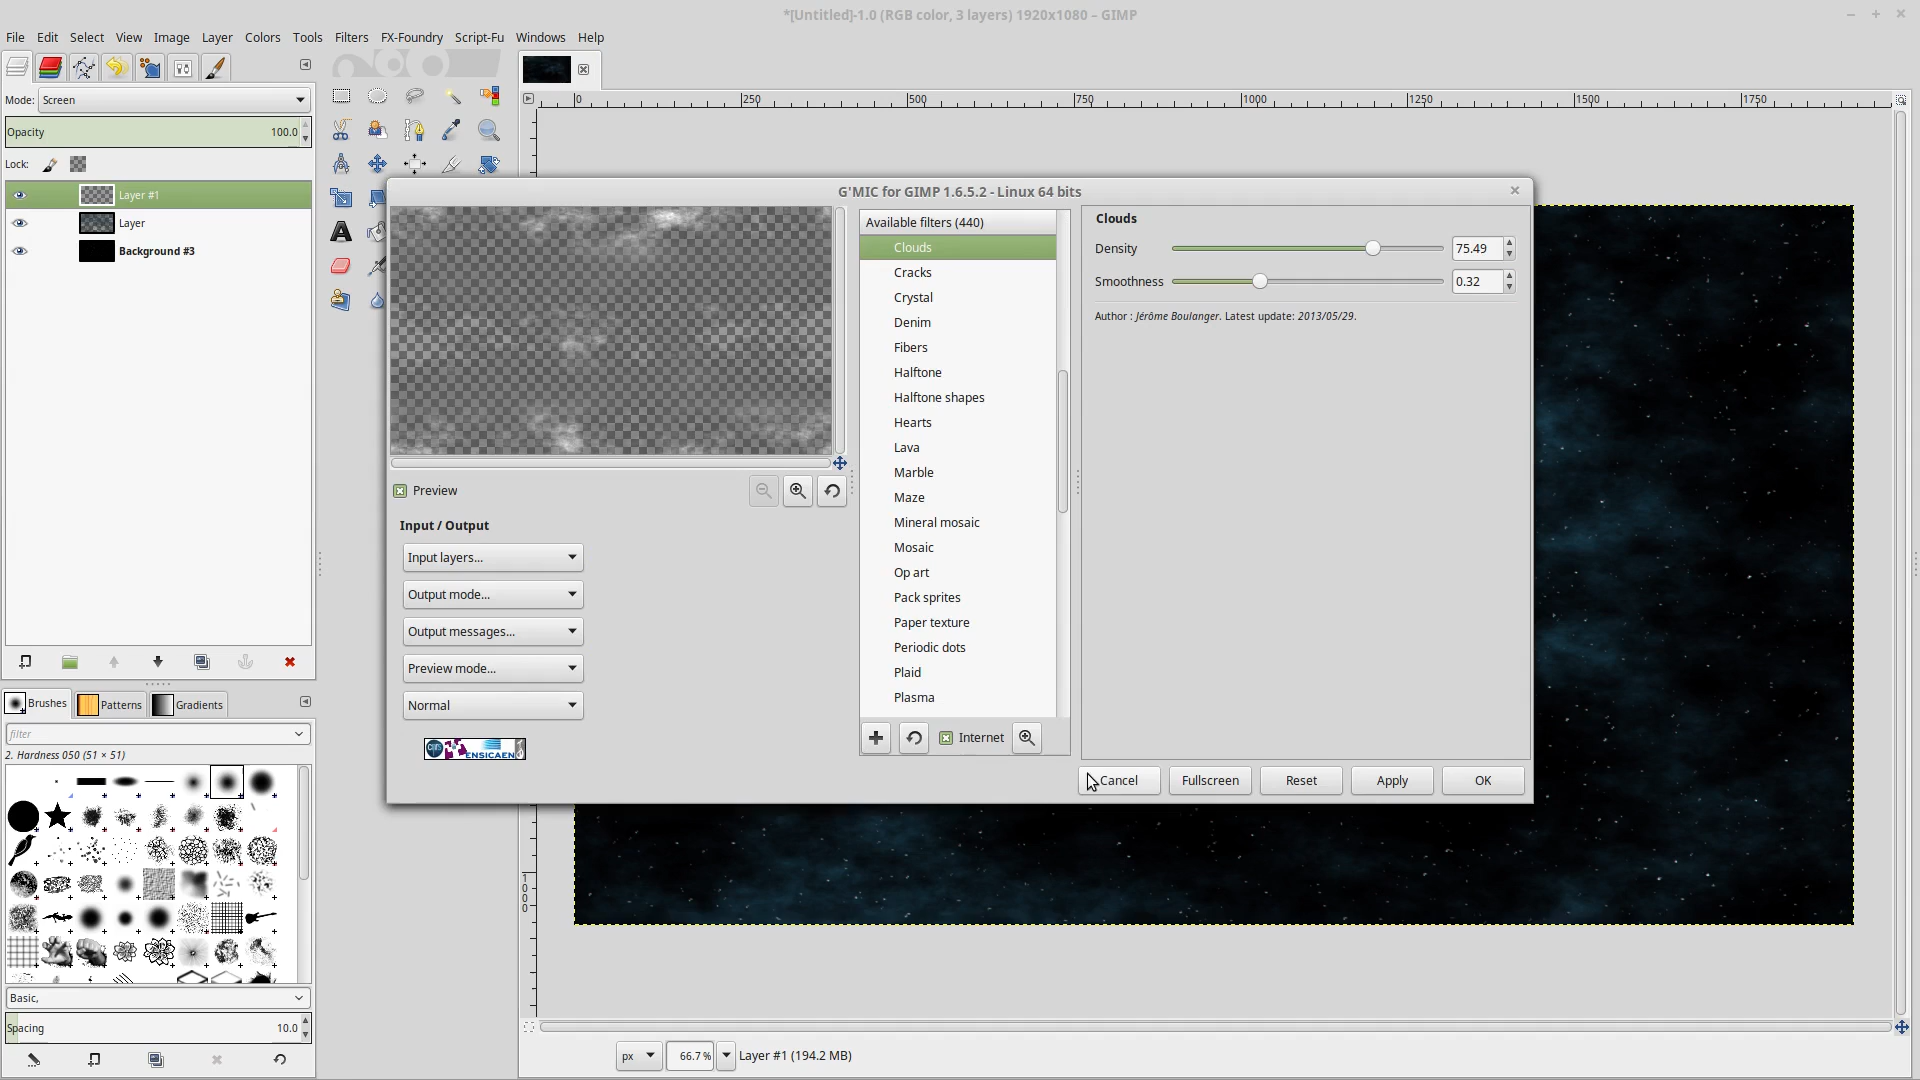 *[Untitled]-1.0 (RGB color, 3 layers) 1920x1080 – GIMP
File Edit Select View Image Layer Colors Tools Filters FX-Foundry Script-Fu Windows Help
Mode: Screen
Opacity 100.0
Lock:
Layer #1
Layer
Background #3
Brushes Patterns Gradients
filter
2. Hardness 050 (51 × 51)
Basic,
Spacing 10.0
0 250 500 750 1000 1250 1500 1750
G'MIC for GIMP 1.6.5.2 - Linux 64 bits
Preview
Input / Output
Input layers...
Output mode...
Output messages...
Preview mode...
Normal
ENSICAEN
Available filters (440)
Clouds
Cracks
Crystal
Denim
Fibers
Halftone
Halftone shapes
Hearts
Lava
Marble
Maze
Mineral mosaic
Mosaic
Op art
Pack sprites
Paper texture
Periodic dots
Plaid
Plasma
Internet
Clouds
Density 75.49
Smoothness 0.32
Author : Jérôme Boulanger. Latest update: 2013/05/29.
Cancel Fullscreen Reset Apply OK
1000
px 66.7 % Layer #1 (194.2 MB)